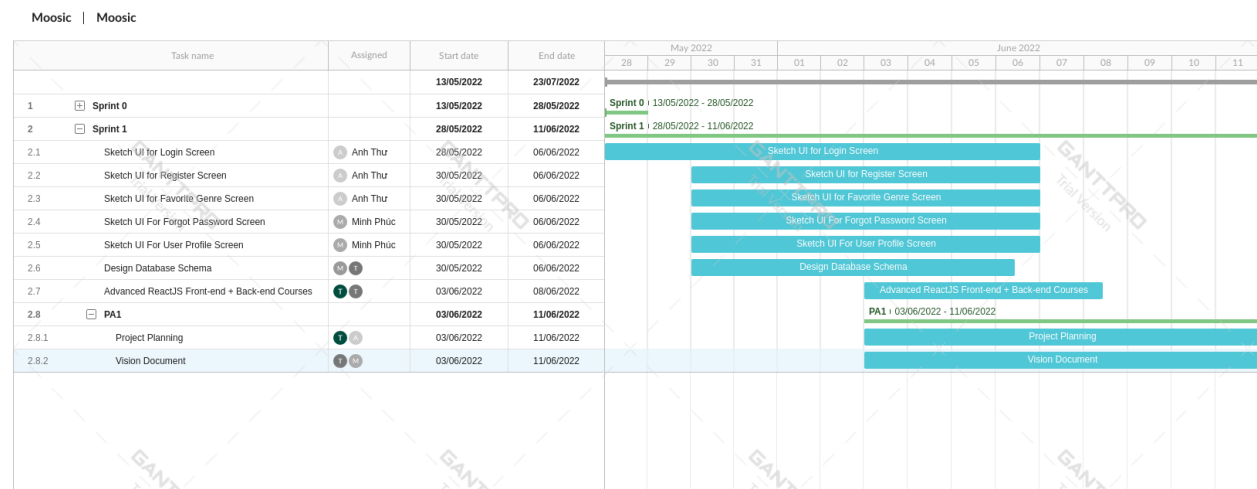 Moosic | Moosic
Task name Assigned Start date End date May 2022 June 2022
28 29 30 31 01 02 03 04 05 06 07 08 09 10 11
13/05/2022 23/07/2022
1 Sprint 0 13/05/2022 28/05/2022 Sprint 0 13/05/2022 - 28/05/2022
2 Sprint 1 28/05/2022 11/06/2022 Sprint 1 28/05/2022 - 11/06/2022
2.1 Sketch UI for Login Screen A Anh Thư 28/05/2022 06/06/2022 Sketch UI for Login Screen
2.2 Sketch UI for Register Screen A Anh Thư 30/05/2022 06/06/2022 Sketch UI for Register Screen
2.3 Sketch UI for Favorite Genre Screen A Anh Thư 30/05/2022 06/06/2022 Sketch UI for Favorite Genre Screen
2.4 Sketch UI For Forgot Password Screen M Minh Phúc 30/05/2022 06/06/2022 Sketch UI For Forgot Password Screen
2.5 Sketch UI For User Profile Screen M Minh Phúc 30/05/2022 06/06/2022 Sketch UI For User Profile Screen
2.6 Design Database Schema M T 30/05/2022 06/06/2022 Design Database Schema
2.7 Advanced ReactJS Front-end + Back-end Courses T T 03/06/2022 08/06/2022 Advanced ReactJS Front-end + Back-end Courses
2.8 PA1 03/06/2022 11/06/2022 PA1 03/06/2022 - 11/06/2022
2.8.1 Project Planning T A 03/06/2022 11/06/2022 Project Planning
2.8.2 Vision Document T M 03/06/2022 11/06/2022 Vision Document
GANTTPRO
Trial Version
GANTTPRO
Trial Version
GANTTPRO
Trial Version
GANTTPRO
Trial Version